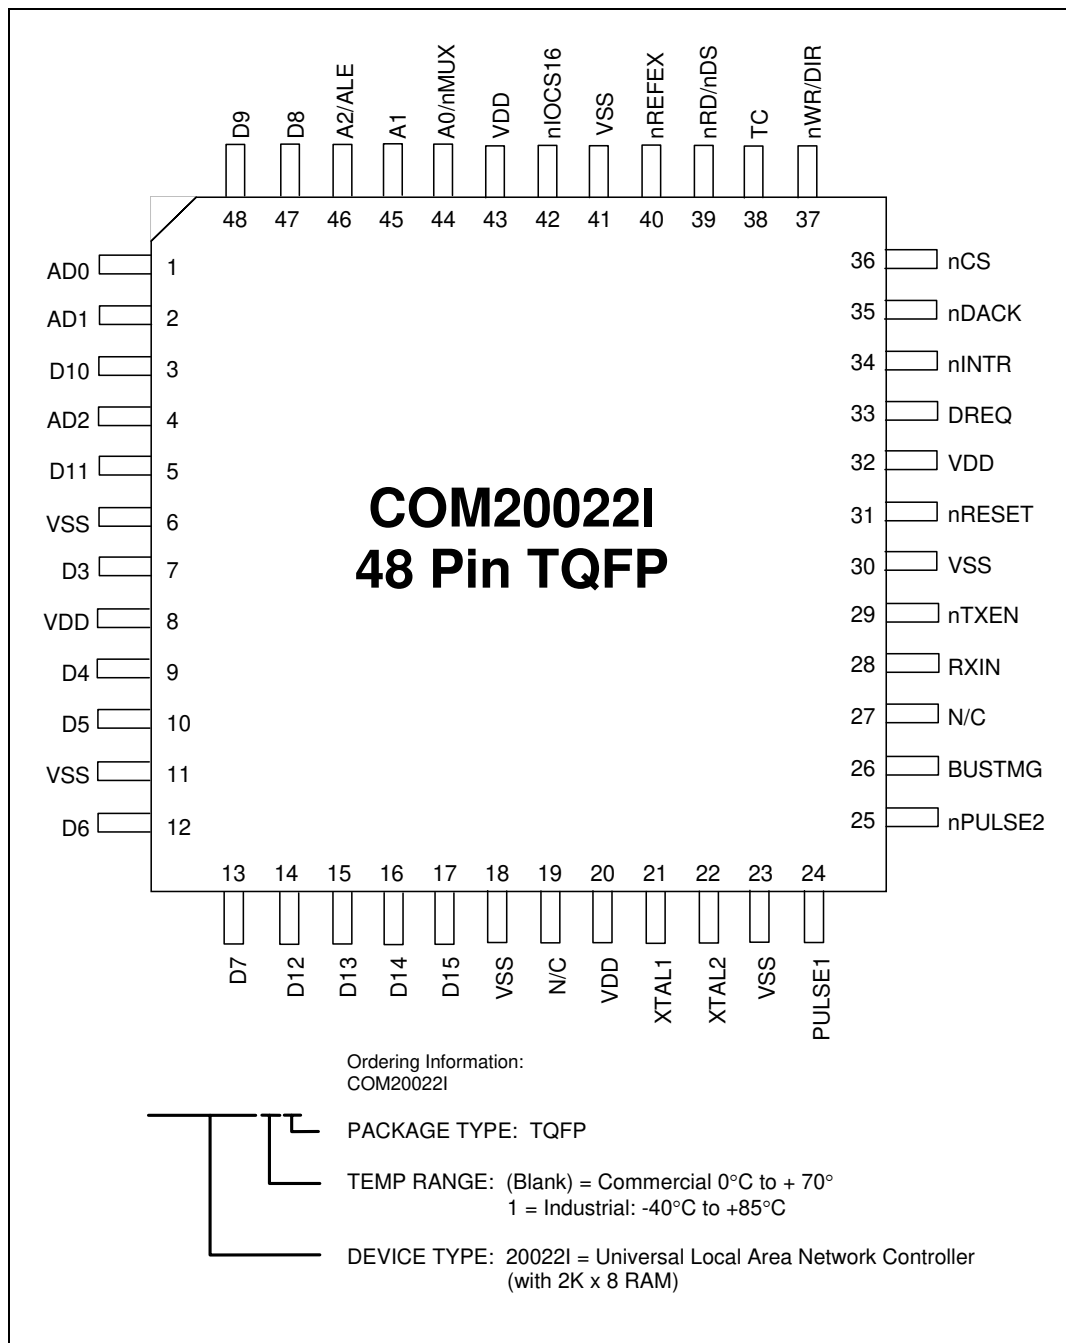 D9 D8 A2/ALE A1 A0/nMUX VDD nIOCS16 VSS nREFEX nRD/nDS TC nWR/DIR
48 47 46 45 44 43 42 41 40 39 38 37
AD0 1
AD1 2
D10 3
AD2 4
D11 5
VSS 6
D3 7
VDD 8
D4 9
D5 10
VSS 11
D6 12
COM20022I
48 Pin TQFP
36 nCS
35 nDACK
34 nINTR
33 DREQ
32 VDD
31 nRESET
30 VSS
29 nTXEN
28 RXIN
27 N/C
26 BUSTMG
25 nPULSE2
13 14 15 16 17 18 19 20 21 22 23 24
D7 D12 D13 D14 D15 VSS N/C VDD XTAL1 XTAL2 VSS PULSE1
Ordering Information:
COM20022I
PACKAGE TYPE: TQFP
TEMP RANGE: (Blank) = Commercial 0°C to + 70°
1 = Industrial: -40°C to +85°C
DEVICE TYPE: 20022I = Universal Local Area Network Controller
(with 2K x 8 RAM)